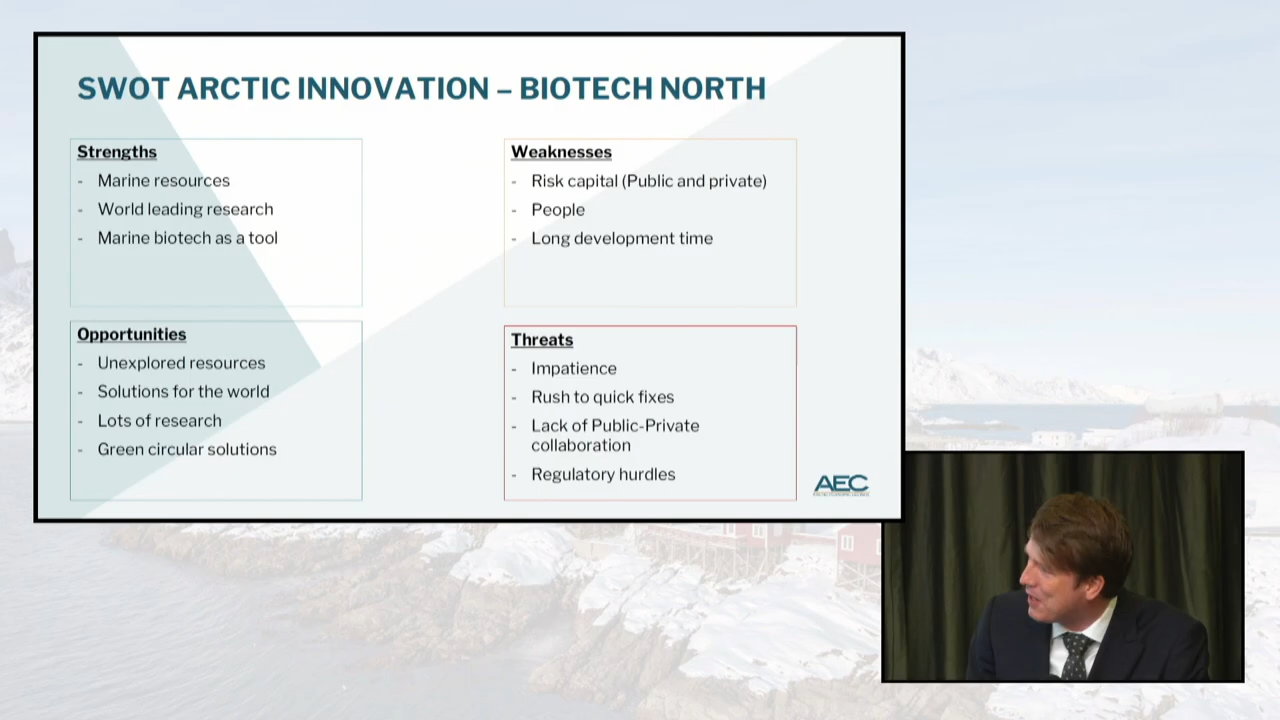 SWOT ARCTIC INNOVATION – BIOTECH NORTH
Strengths
- Marine resources
- World leading research
- Marine biotech as a tool
Weaknesses
- Risk capital (Public and private)
- People
- Long development time
Opportunities
- Unexplored resources
- Solutions for the world
- Lots of research
- Green circular solutions
Threats
- Impatience
- Rush to quick fixes
- Lack of Public-Private
collaboration
- Regulatory hurdles
AEC